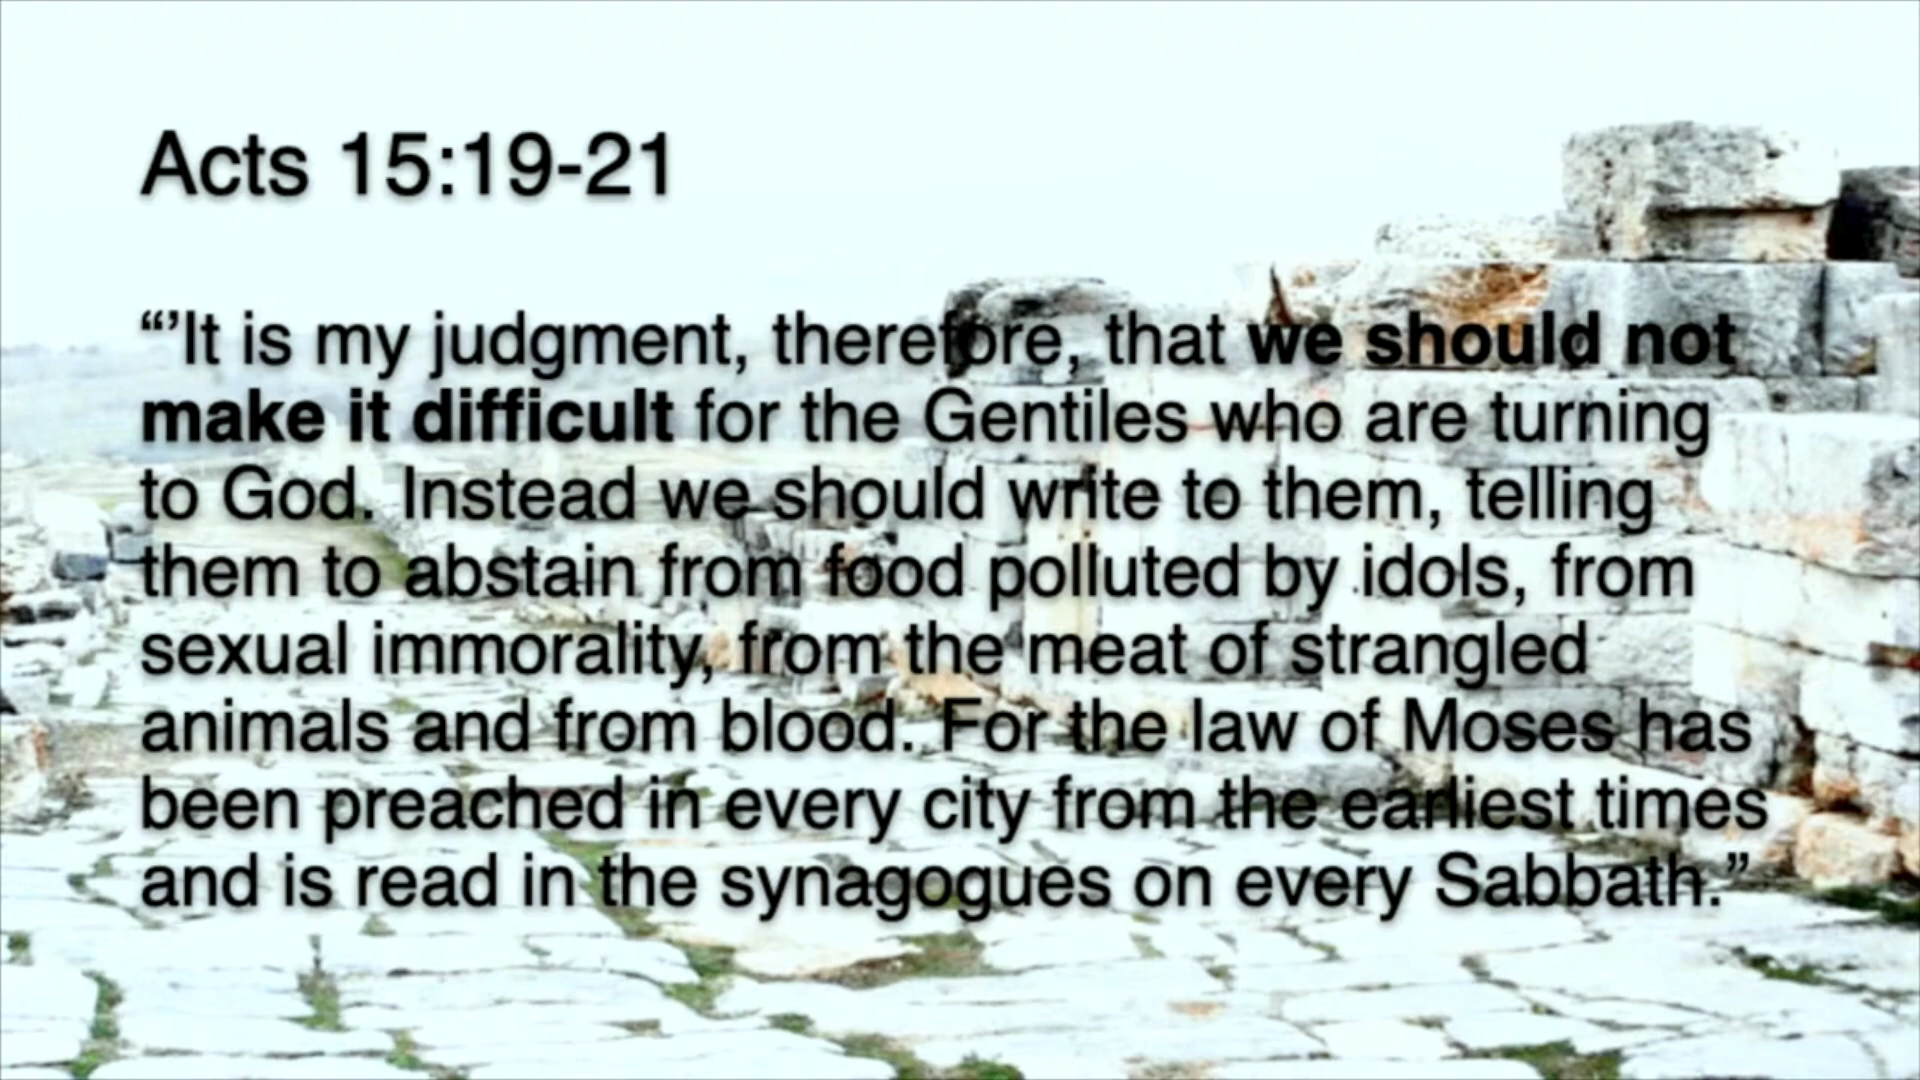 Acts 15:19-21
“’It is my judgment, therefore, that we should not
make it difficult for the Gentiles who are turning
to God. Instead we should write to them, telling
them to abstain from food polluted by idols, from
sexual immorality, from the meat of strangled
animals and from blood. For the law of Moses has
been preached in every city from the earliest times
and is read in the synagogues on every Sabbath.”